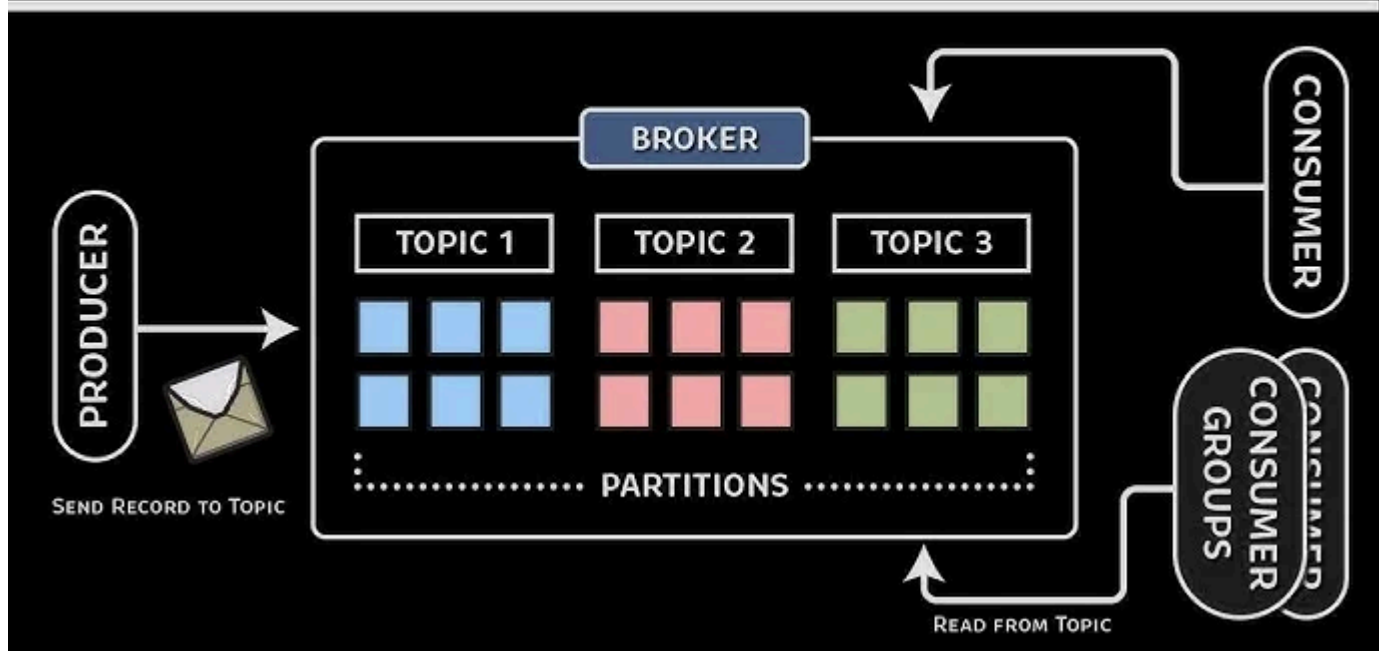 BROKER
TOPIC 1
TOPIC 2
TOPIC 3
PARTITIONS
PRODUCER
SEND RECORD TO TOPIC
CONSUMER
CONSUMER
GROUPS
CONSUMER
READ FROM TOPIC